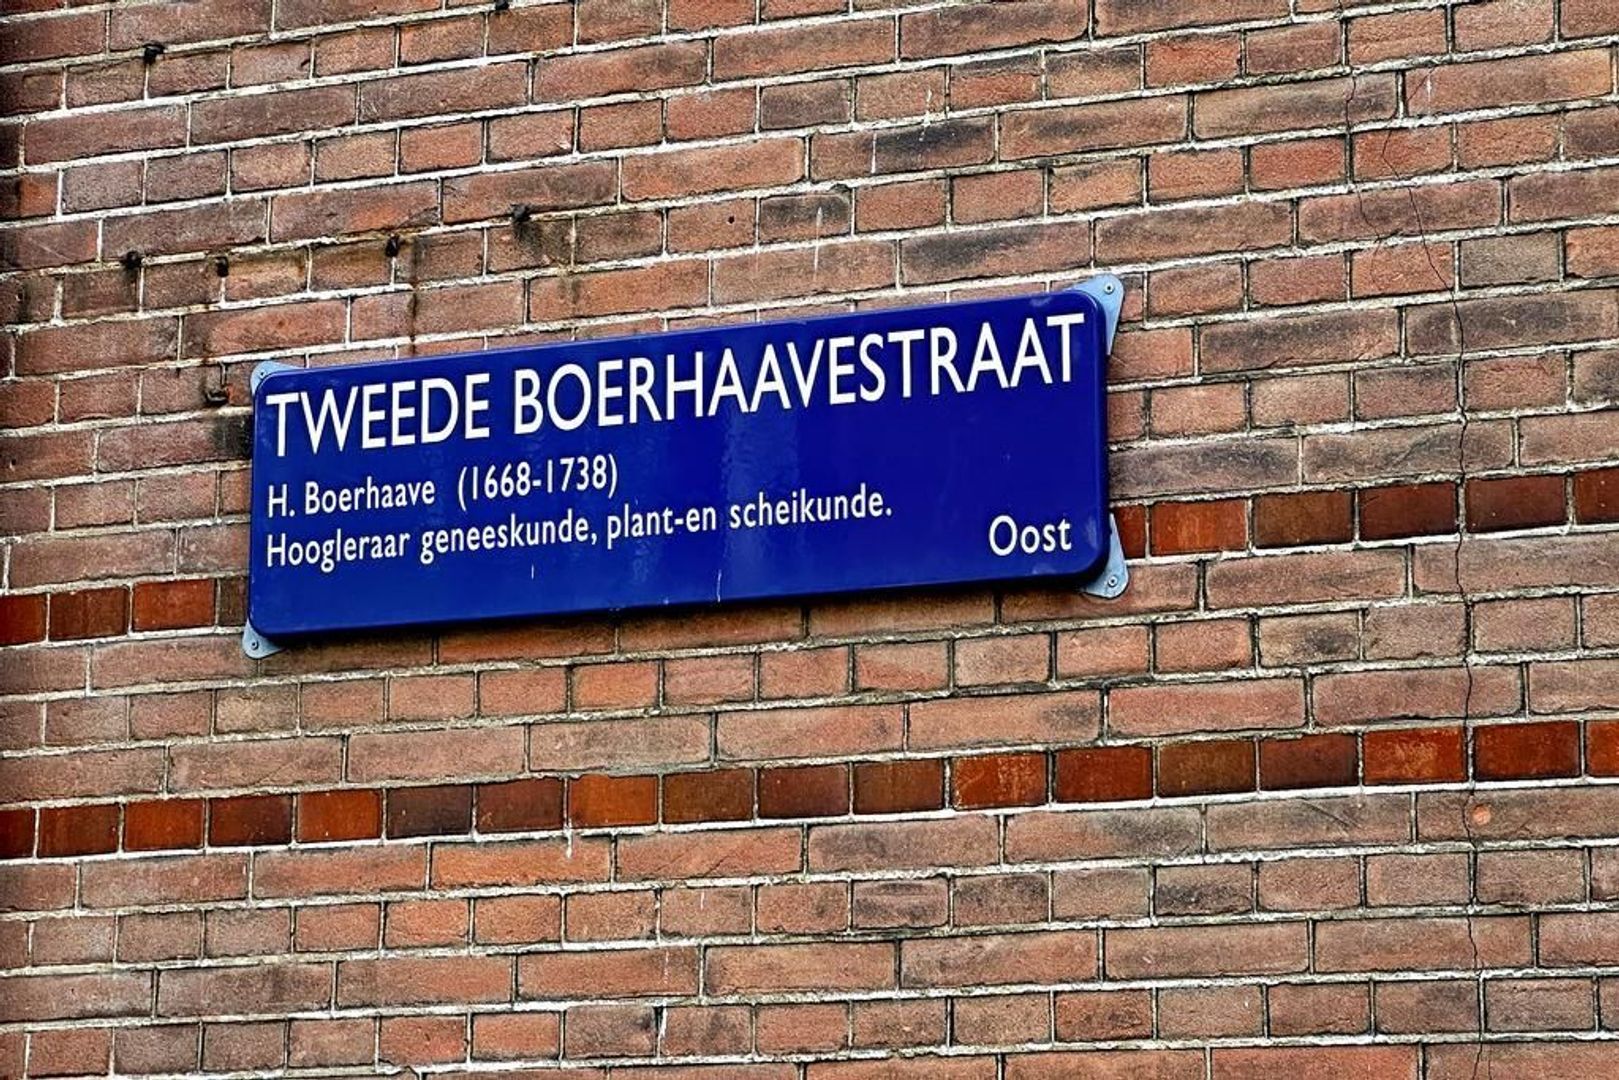 TWEEDE BOERHAAVESTRAAT
H. Boerhaave (1668-1738)
Hoogleraar geneeskunde, plant-en scheikunde.
Oost